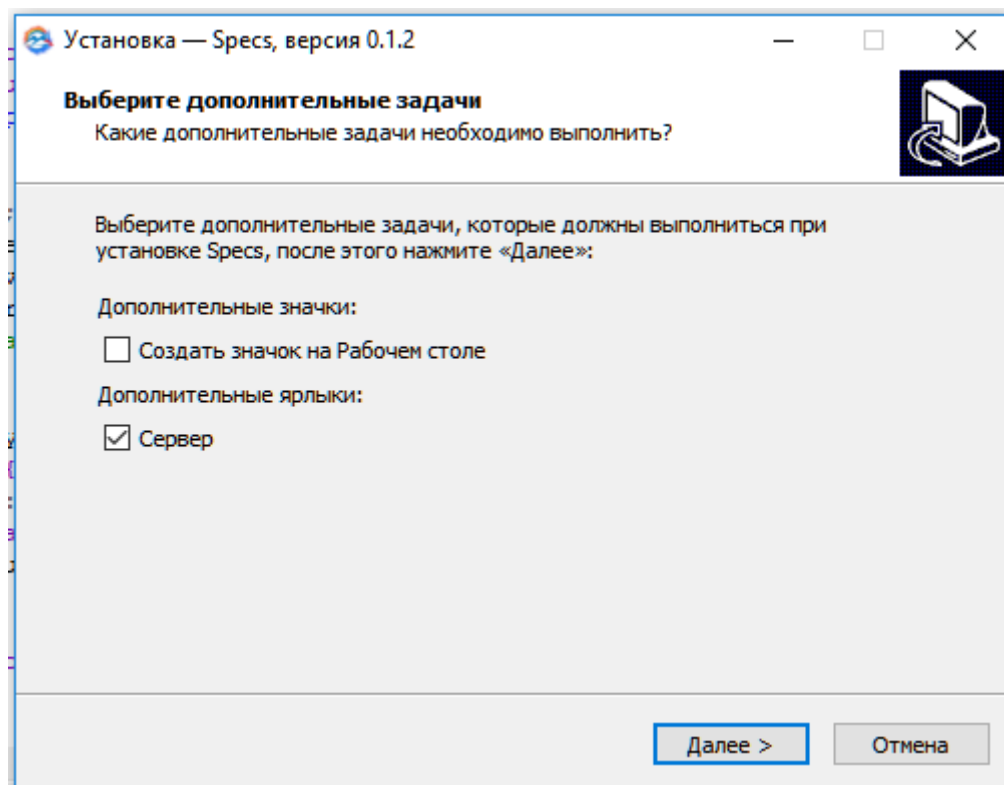 Установка — Specs, версия 0.1.2
Выберите дополнительные задачи
Какие дополнительные задачи необходимо выполнить?
Выберите дополнительные задачи, которые должны выполниться при
установке Specs, после этого нажмите «Далее»:
Дополнительные значки:
Создать значок на Рабочем столе
Дополнительные ярлыки:
Сервер
Далее >
Отмена